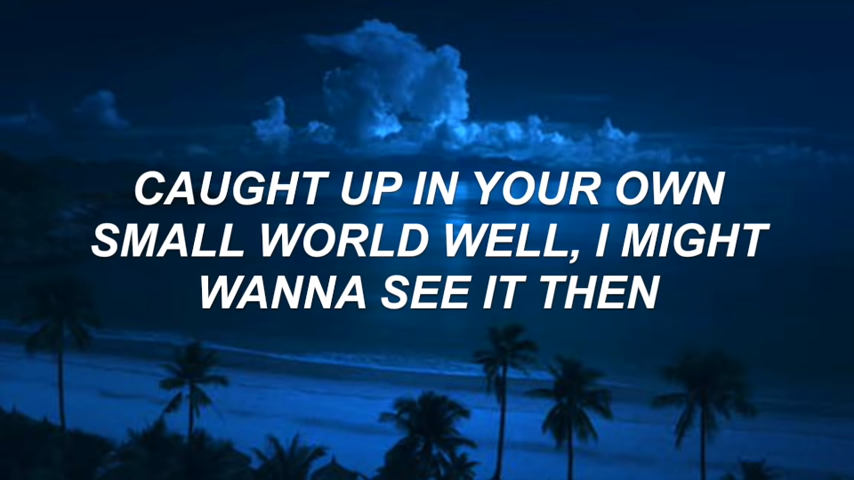 CAUGHT UP IN YOUR OWN
SMALL WORLD WELL, I MIGHT
WANNA SEE IT THEN